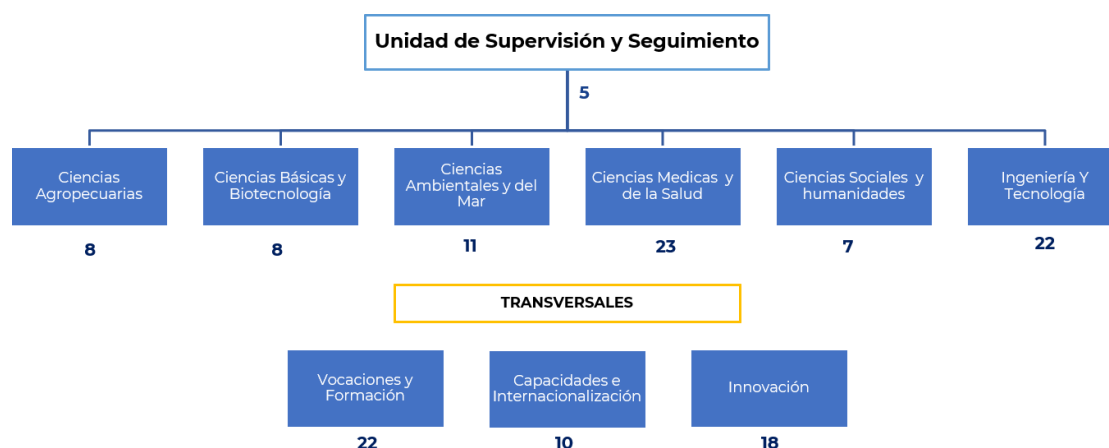 Unidad de Supervisión y Seguimiento
5
Ciencias
Agropecuarias
8
Ciencias Básicas y
Biotecnología
8
Ciencias
Ambientales y del
Mar
11
Ciencias Medicas y
de la Salud
23
Ciencias Sociales y
humanidades
7
Ingeniería Y
Tecnología
22
TRANSVERSALES
Vocaciones y
Formación
22
Capacidades e
Internacionalización
10
Innovación
18